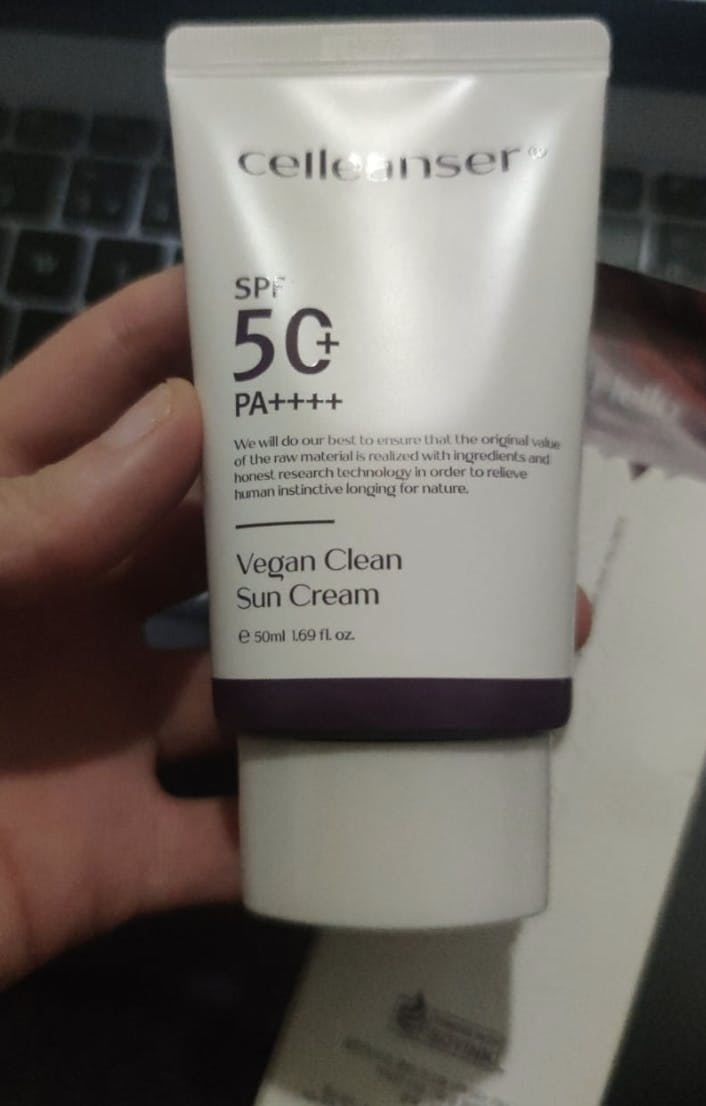 celleanser®
SPF
50+
PA++++
We will do our best to ensure that the original value
of the raw material is realized with ingredients and
honest research technology in order to relieve
human instinctive longing for nature.
Vegan Clean
Sun Cream
e 50ml 1.69 fl. oz.